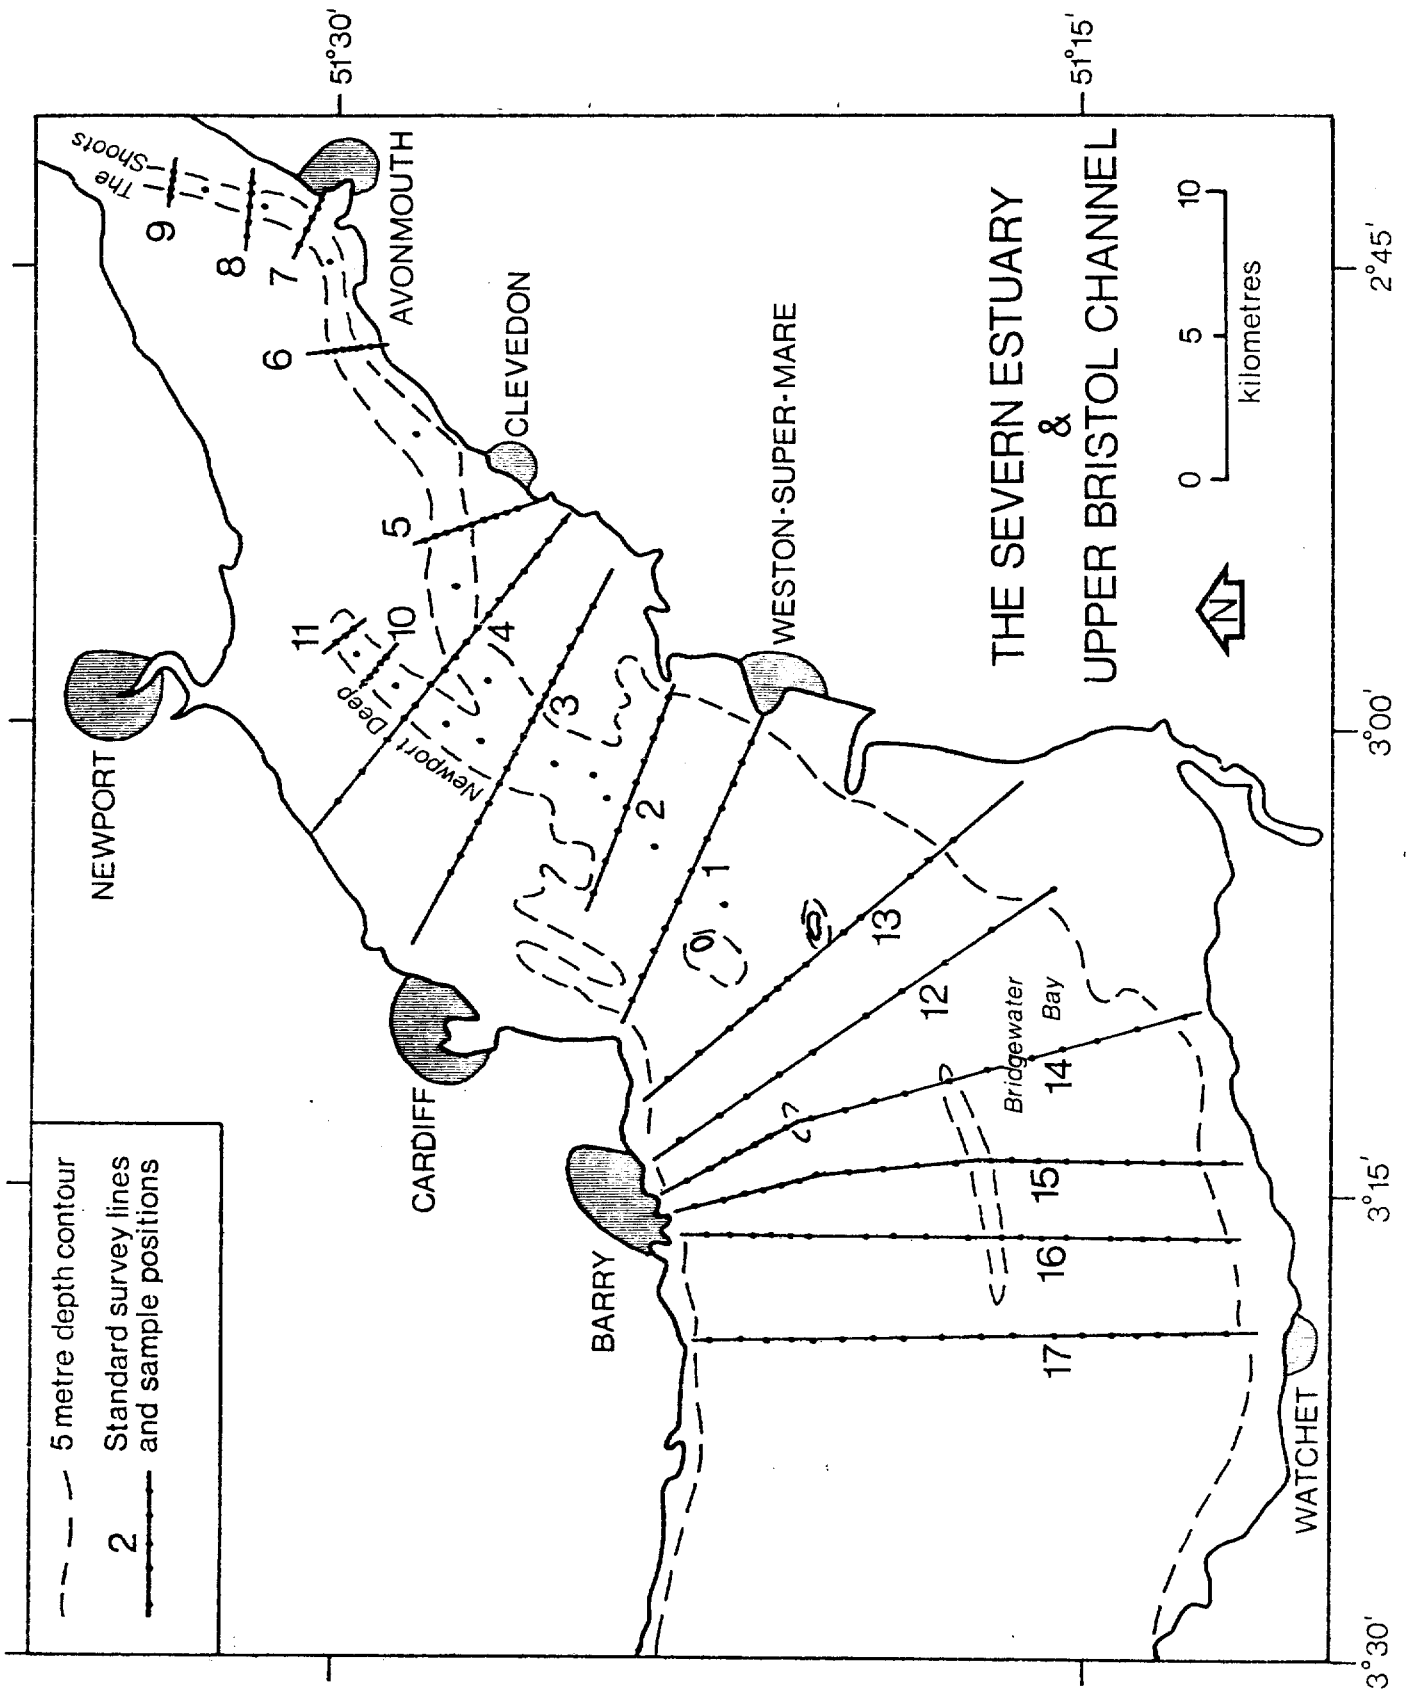 5 metre depth contour
2
Standard survey lines
and sample positions
NEWPORT
CARDIFF
BARRY
The
Shoots
9
8
7
6
5
11
10
4
Newport Deep
3
2
1
13
12
14
15
16
17
AVONMOUTH
CLEVEDON
WESTON-SUPER-MARE
Bridgewater
Bay
WATCHET
THE SEVERN ESTUARY
&
UPPER BRISTOL CHANNEL
N
0 5 10
kilometres
51°30'
51°15'
3°30'
3°15'
3°00'
2°45'